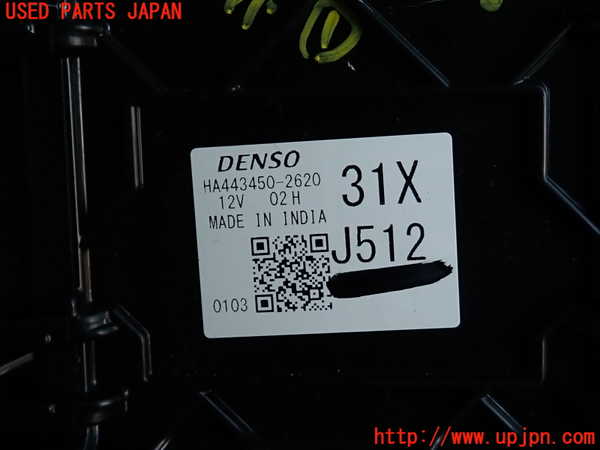 USED PARTS JAPAN
DENSO
HA443450-2620
12V 02H
MADE IN INDIA
31X
J512
0103
http://www.upjpn.com/